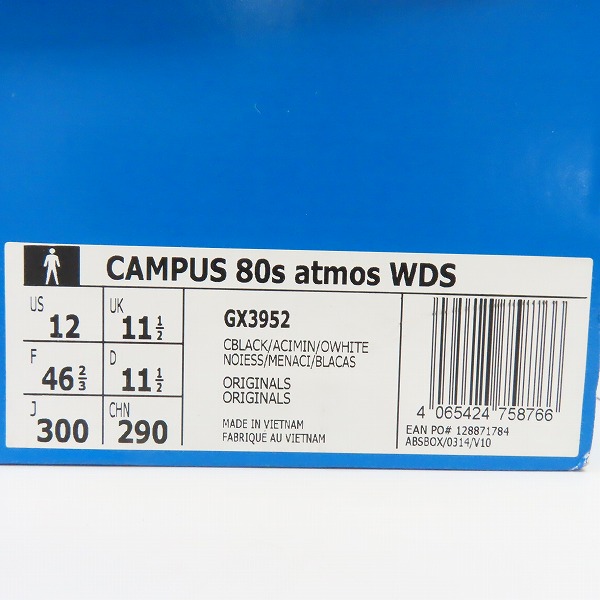 CAMPUS 80s atmos WDS
US 12 UK 11 1/2
F 46 2/3 D 11 1/2
J 300 CHN 290
GX3952
CBLACK/ACIMIN/OWHITE
NOIESS/MENACI/BLACAS
ORIGINALS
ORIGINALS
MADE IN VIETNAM
FABRIQUE AU VIETNAM
4 065424 758766
EAN PO# 128871784
ABSBOX/0314/V10